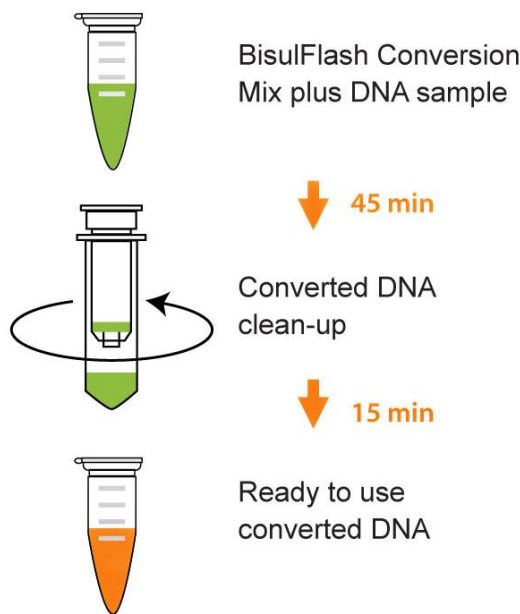 BisulFlash Conversion
Mix plus DNA sample
45 min
Converted DNA
clean-up
15 min
Ready to use
converted DNA